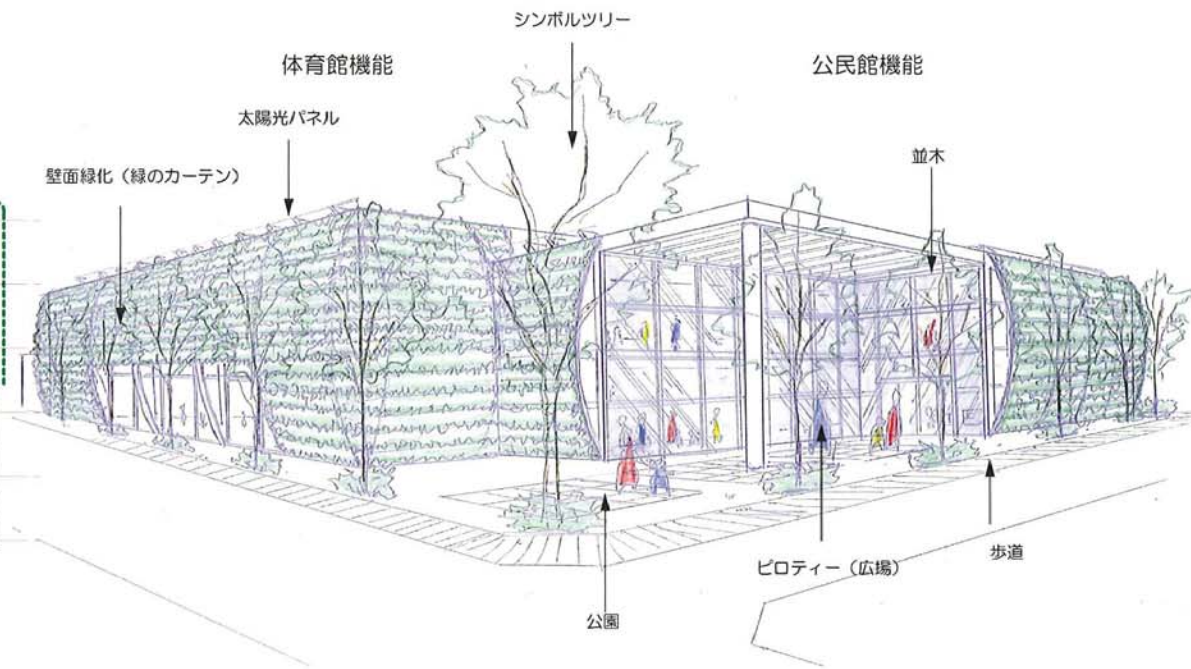 シンボルツリー
体育館機能
公民館機能
太陽光パネル
並木
壁面緑化（緑のカーテン）
歩道
ピロティー（広場）
公園